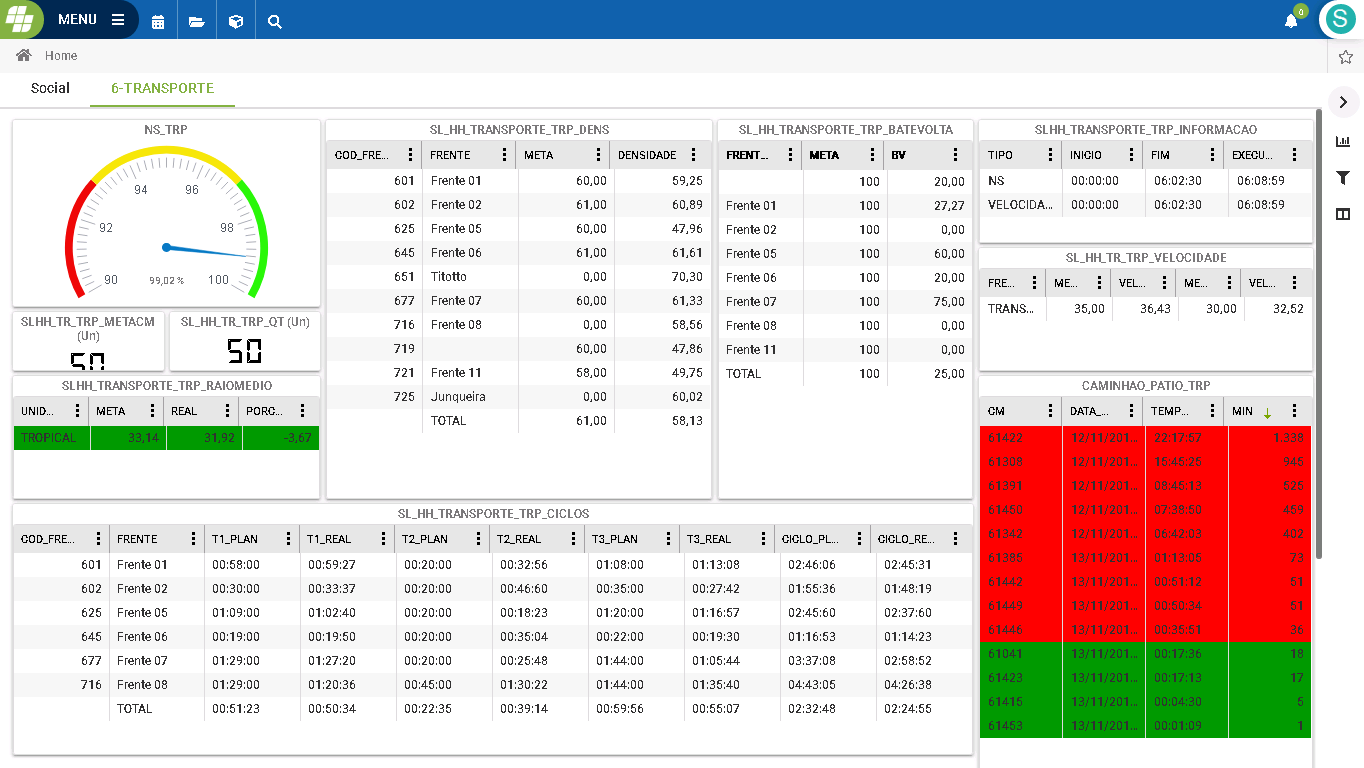 MENU
0
S
Home
Social 6-TRANSPORTE
NS_TRP
94 96
92 98
90 99,02 % 100
SLHH_TR_TRP_METACM (Un)
50
SL_HH_TR_TRP_QT (Un)
50
SLHH_TRANSPORTE_TRP_RAIOMEDIO
UNID... META REAL PORC...
TROPICAL 33,14 31,92 -3,67
SL_HH_TRANSPORTE_TRP_DENS
COD_FRE... FRENTE META DENSIDADE
601 Frente 01 60,00 59,25
602 Frente 02 61,00 60,89
625 Frente 05 60,00 47,96
645 Frente 06 61,00 61,61
651 Titotto 0,00 70,30
677 Frente 07 60,00 61,33
716 Frente 08 0,00 58,56
719 60,00 47,86
721 Frente 11 58,00 49,75
725 Junqueira 0,00 60,02
TOTAL 61,00 58,13
SL_HH_TRANSPORTE_TRP_BATEVOLTA
FRENT... META BV
100 20,00
Frente 01 100 27,27
Frente 02 100 0,00
Frente 05 100 60,00
Frente 06 100 20,00
Frente 07 100 75,00
Frente 08 100 0,00
Frente 11 100 0,00
TOTAL 100 25,00
SLHH_TRANSPORTE_TRP_INFORMACAO
TIPO INICIO FIM EXECU...
NS 00:00:00 06:02:30 06:08:59
VELOCIDA... 00:00:00 06:02:30 06:08:59
SL_HH_TR_TRP_VELOCIDADE
FRE... ME... VEL... ME... VEL...
TRANS... 35,00 36,43 30,00 32,52
SL_HH_TRANSPORTE_TRP_CICLOS
COD_FRE... FRENTE T1_PLAN T1_REAL T2_PLAN T2_REAL T3_PLAN T3_REAL CICLO_PL... CICLO_RE...
601 Frente 01 00:58:00 00:59:27 00:20:00 00:32:56 01:08:00 01:13:08 02:46:06 02:45:31
602 Frente 02 00:30:00 00:33:37 00:20:00 00:46:60 00:35:00 00:27:42 01:55:36 01:48:19
625 Frente 05 01:09:00 01:02:40 00:20:00 00:18:23 01:20:00 01:16:57 02:45:60 02:37:60
645 Frente 06 00:19:00 00:19:50 00:20:00 00:35:04 00:22:00 00:19:30 01:16:53 01:14:23
677 Frente 07 01:29:00 01:27:20 00:20:00 00:25:48 01:44:00 01:05:44 03:37:08 02:58:52
716 Frente 08 01:29:00 01:20:36 00:45:00 01:30:22 01:44:00 01:35:40 04:43:05 04:26:38
TOTAL 00:51:23 00:50:34 00:22:35 00:39:14 00:59:56 00:55:07 02:32:48 02:24:55
CAMINHAO_PATIO_TRP
CM DATA_... TEMP... MIN
61422 12/11/201... 22:17:57 1.338
61308 12/11/201... 15:45:25 945
61391 12/11/201... 08:45:13 525
61450 12/11/201... 07:38:50 459
61342 12/11/201... 06:42:03 402
61386 13/11/201... 01:13:05 73
61442 13/11/201... 00:51:12 51
61449 13/11/201... 00:50:34 51
61446 13/11/201... 00:35:51 36
61041 13/11/201... 00:17:36 18
61423 13/11/201... 00:17:13 17
61415 13/11/201... 00:04:30 5
61453 13/11/201... 00:01:09 1